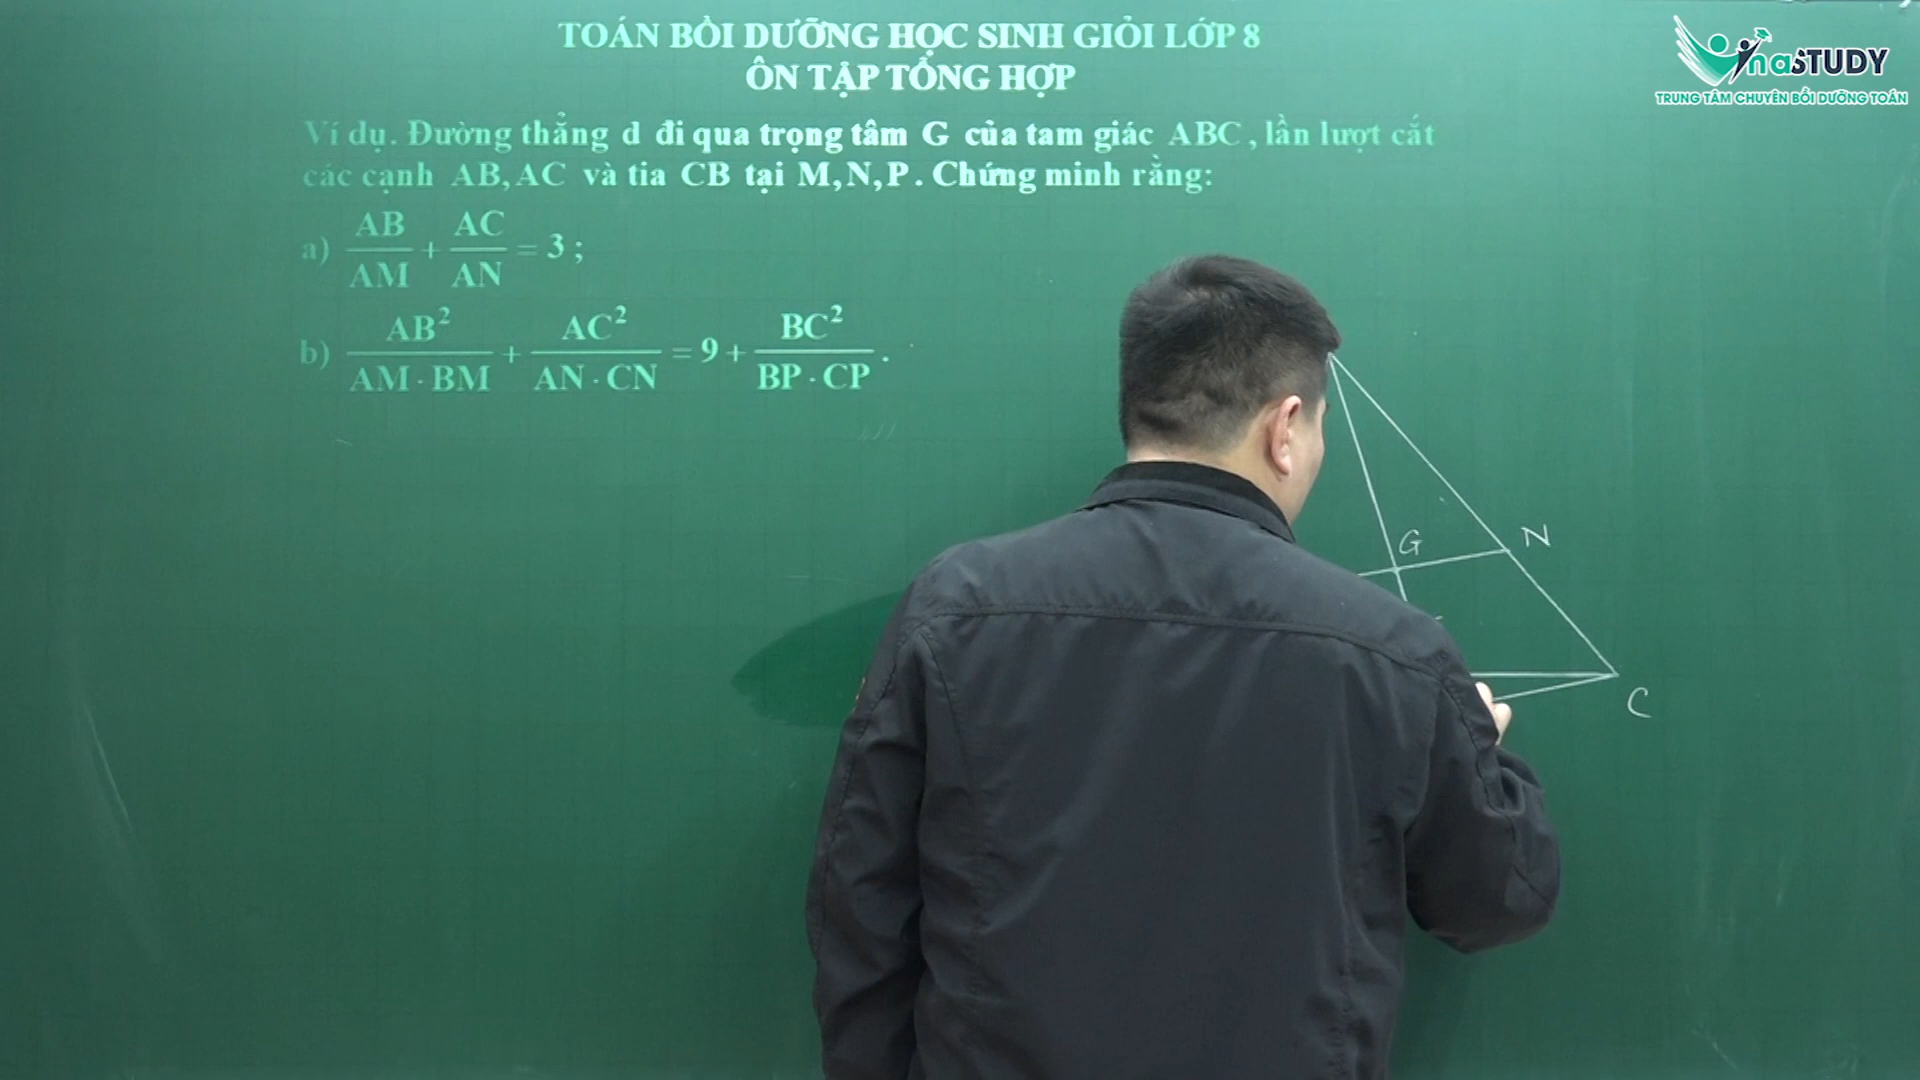 TOÁN BỒI DƯỠNG HỌC SINH GIỎI LỚP 8
ÔN TẬP TỔNG HỢP
VinaSTUDY
TRUNG TÂM CHUYÊN BỒI DƯỠNG TOÁN
Ví dụ. Đường thẳng d đi qua trọng tâm G của tam giác ABC, lần lượt cắt
các cạnh AB, AC và tia CB tại M, N, P. Chứng minh rằng:
a) AB/AM + AC/AN = 3 ;
b) AB²/(AM · BM) + AC²/(AN · CN) = 9 + BC²/(BP · CP) .
G
N
C